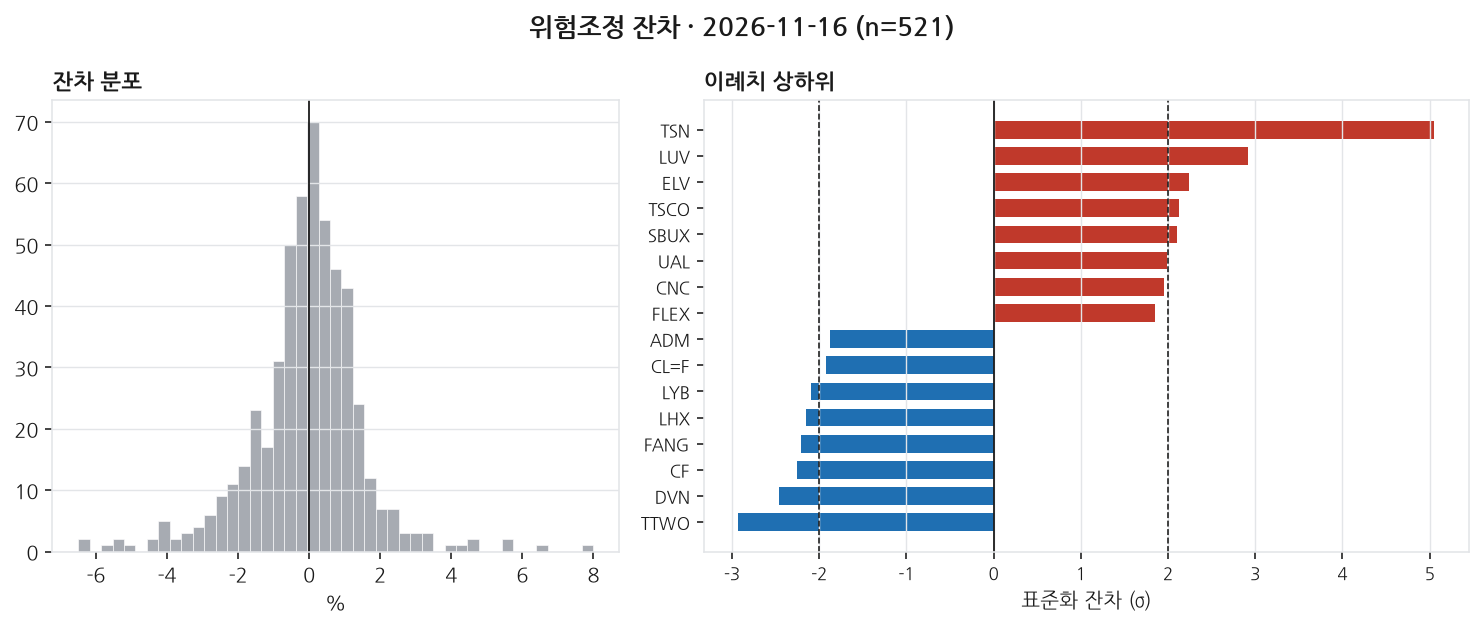 위험조정 잔차 · 2026-11-16 (n=521)
잔차 분포
70
60
50
40
30
20
10
0
-6 -4 -2 0 2 4 6 8
%
이례치 상하위
TSN
LUV
ELV
TSCO
SBUX
UAL
CNC
FLEX
ADM
CL=F
LYB
LHX
FANG
CF
DVN
TTWO
-3 -2 -1 0 1 2 3 4 5
표준화 잔차 (σ)